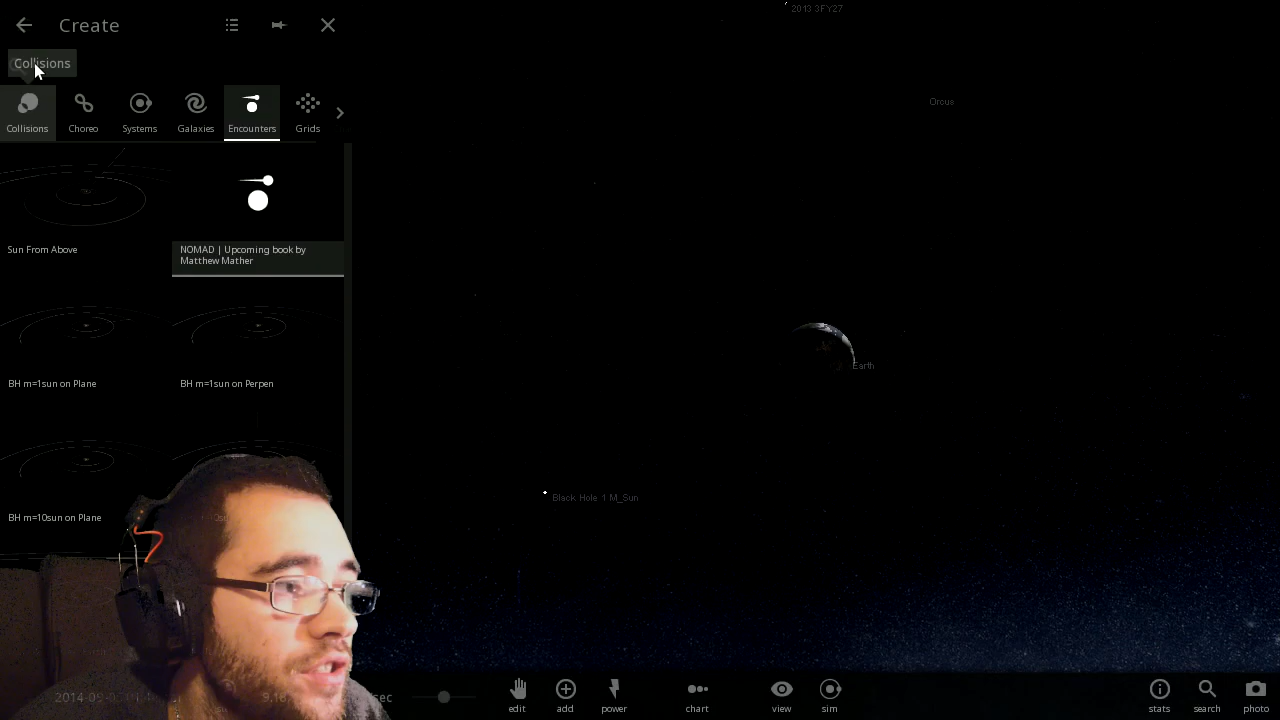 Create
2013 3FY27
Collisions
Orcus
Collisions Choreo Systems Galaxies Encounters Grids
Sun From Above
NOMAD | Upcoming book by
Matthew Mather
Earth
BH m=1sun on Plane
BH m=1sun on Perpen
Black Hole 1 M_Sun
BH m=10sun on Plane
edit add power chart view sim stats search photo